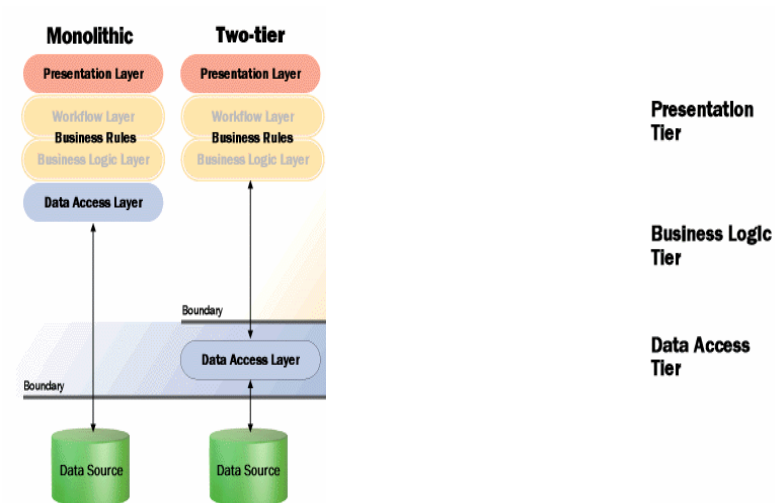 Monolithic
Two-tier
Presentation Layer
Presentation Layer
Workflow Layer
Workflow Layer
Business Rules
Business Rules
Business Logic Layer
Business Logic Layer
Data Access Layer
Boundary
Data Access Layer
Boundary
Data Source
Data Source
Presentation
Tier
Business Logic
Tier
Data Access
Tier